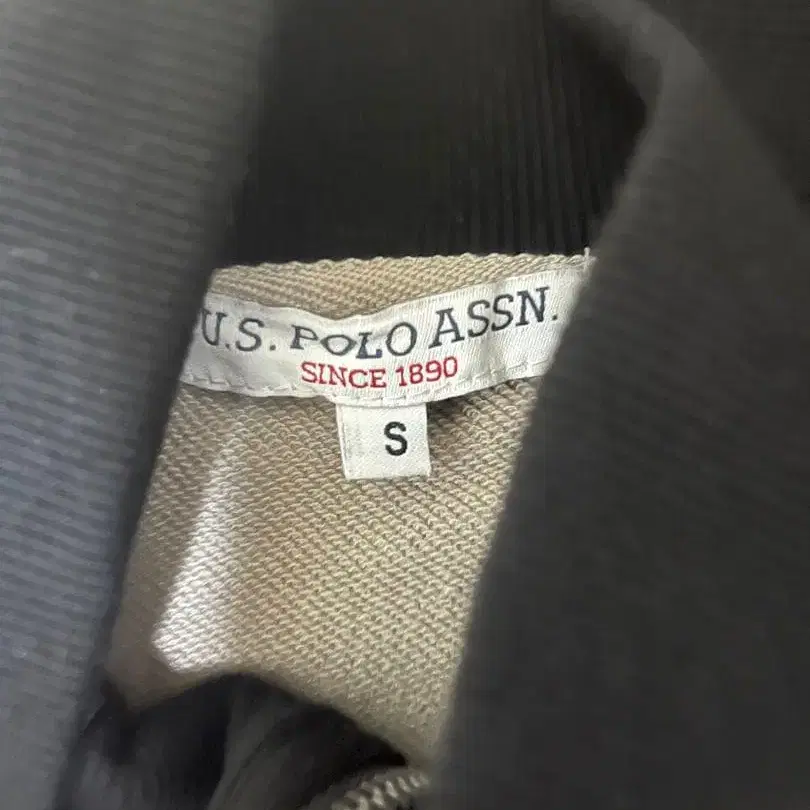 U.S. POLO ASSN.
SINCE 1890
S